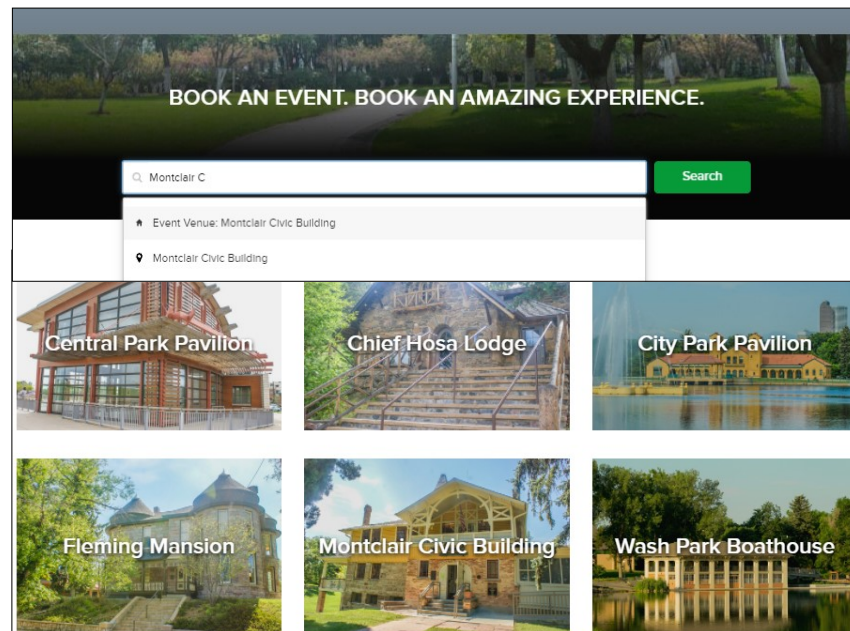 BOOK AN EVENT. BOOK AN AMAZING EXPERIENCE.
Montclair C
Search
Event Venue: Montclair Civic Building
Montclair Civic Building
Central Park Pavilion
Chief Hosa Lodge
City Park Pavilion
Fleming Mansion
Montclair Civic Building
Wash Park Boathouse